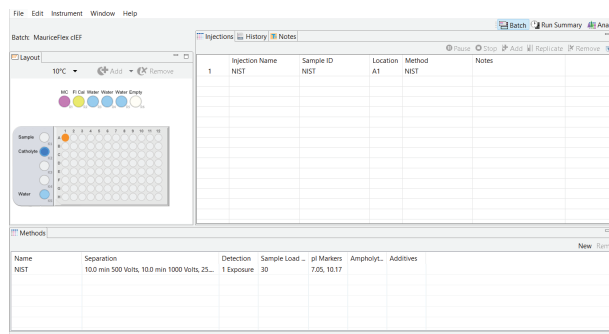 File Edit Instrument Window Help
Batch Run Summary
Batch: MauriceFlex cIEF
Injections History Notes
Pause Stop Add Replicate Remove
Layout
10°C Add Remove
MC Fl Cal Water Water Water Empty
Injection Name Sample ID Location Method Notes
1 NIST NIST A1 NIST
1 2 3 4 5 6 7 8 9 10 11 12
Sample A
B
Catholyte C
D
E
F
G
Water H
Methods
New
Name Separation Detection Sample Load ... pI Markers Ampholyt... Additives
NIST 10.0 min 500 Volts, 10.0 min 1000 Volts, 25.... 1 Exposure 30 7.05, 10.17